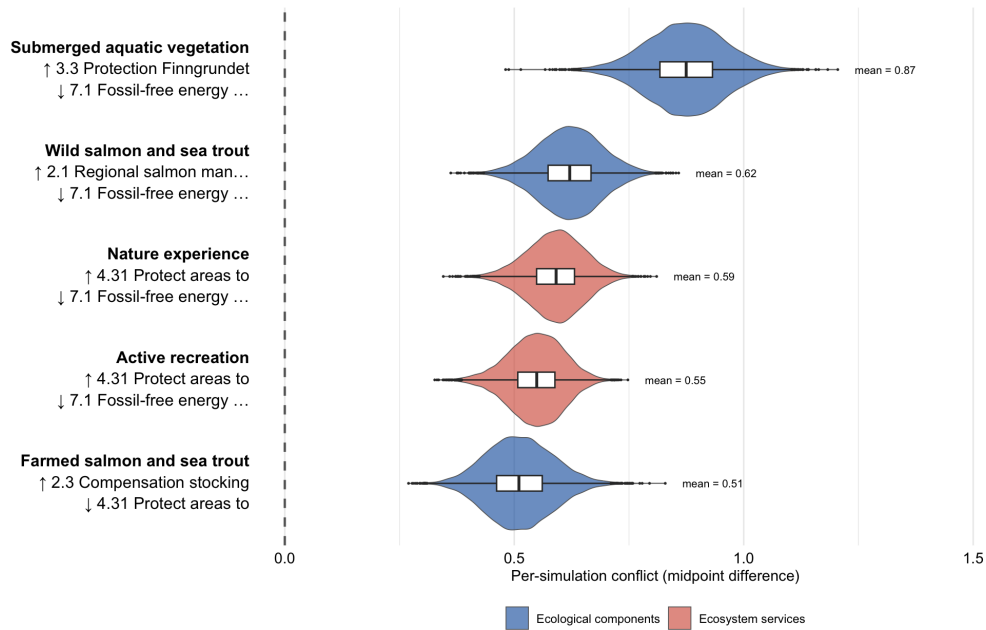 Submerged aquatic vegetation
↑ 3.3 Protection Finngrundet
↓ 7.1 Fossil-free energy …
mean = 0.87
Wild salmon and sea trout
↑ 2.1 Regional salmon man…
↓ 7.1 Fossil-free energy …
mean = 0.62
Nature experience
↑ 4.31 Protect areas to
↓ 7.1 Fossil-free energy …
mean = 0.59
Active recreation
↑ 4.31 Protect areas to
↓ 7.1 Fossil-free energy …
mean = 0.55
Farmed salmon and sea trout
↑ 2.3 Compensation stocking
↓ 4.31 Protect areas to
mean = 0.51
0.0 0.5 1.0 1.5
Per-simulation conflict (midpoint difference)
Ecological components Ecosystem services